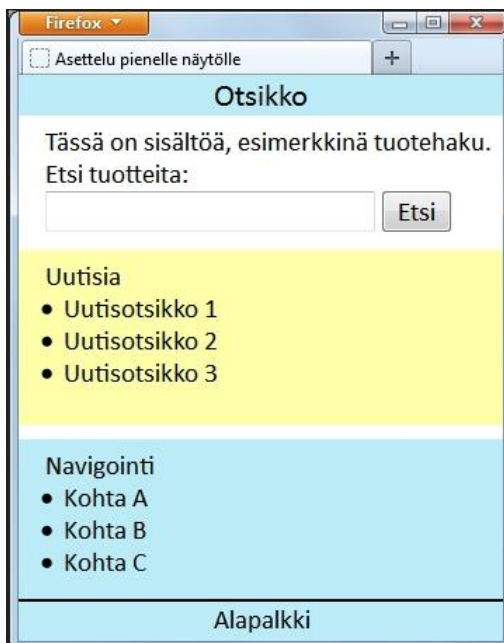 Firefox
Asettelu pienelle näytölle
Otsikko
Tässä on sisältöä, esimerkkinä tuotehaku.
Etsi tuotteita:
Etsi
Uutisia
• Uutisotsikko 1
• Uutisotsikko 2
• Uutisotsikko 3
Navigointi
• Kohta A
• Kohta B
• Kohta C
Alapalkki